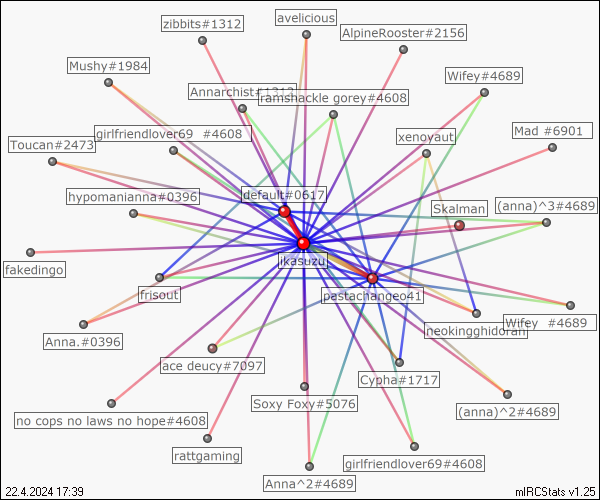 zibbits#1312
avelicious
AlpineRooster#2156
Mushy#1984
Wifey#4689
Annarchist#1312
ramshackle gorey#4608
girlfriendlover69 #4608
Mad #6901
Toucan#2473
xenoyaut
default#0617
hypomanianna#0396
Skalman
(anna)^3#4689
ikasuzu
fakedingo
frisout
pestachangeo41
Wifey #4689
neokingghidorah
Anna.#0396
ace deucy#7097
Cypha#1717
Soxy Foxy#5076
(anna)^2#4689
no cops no laws no hope#4608
rattgaming
girlfriendlover69#4608
Anna^2#4689
22.4.2024 17:39
mIRCStats v1.25